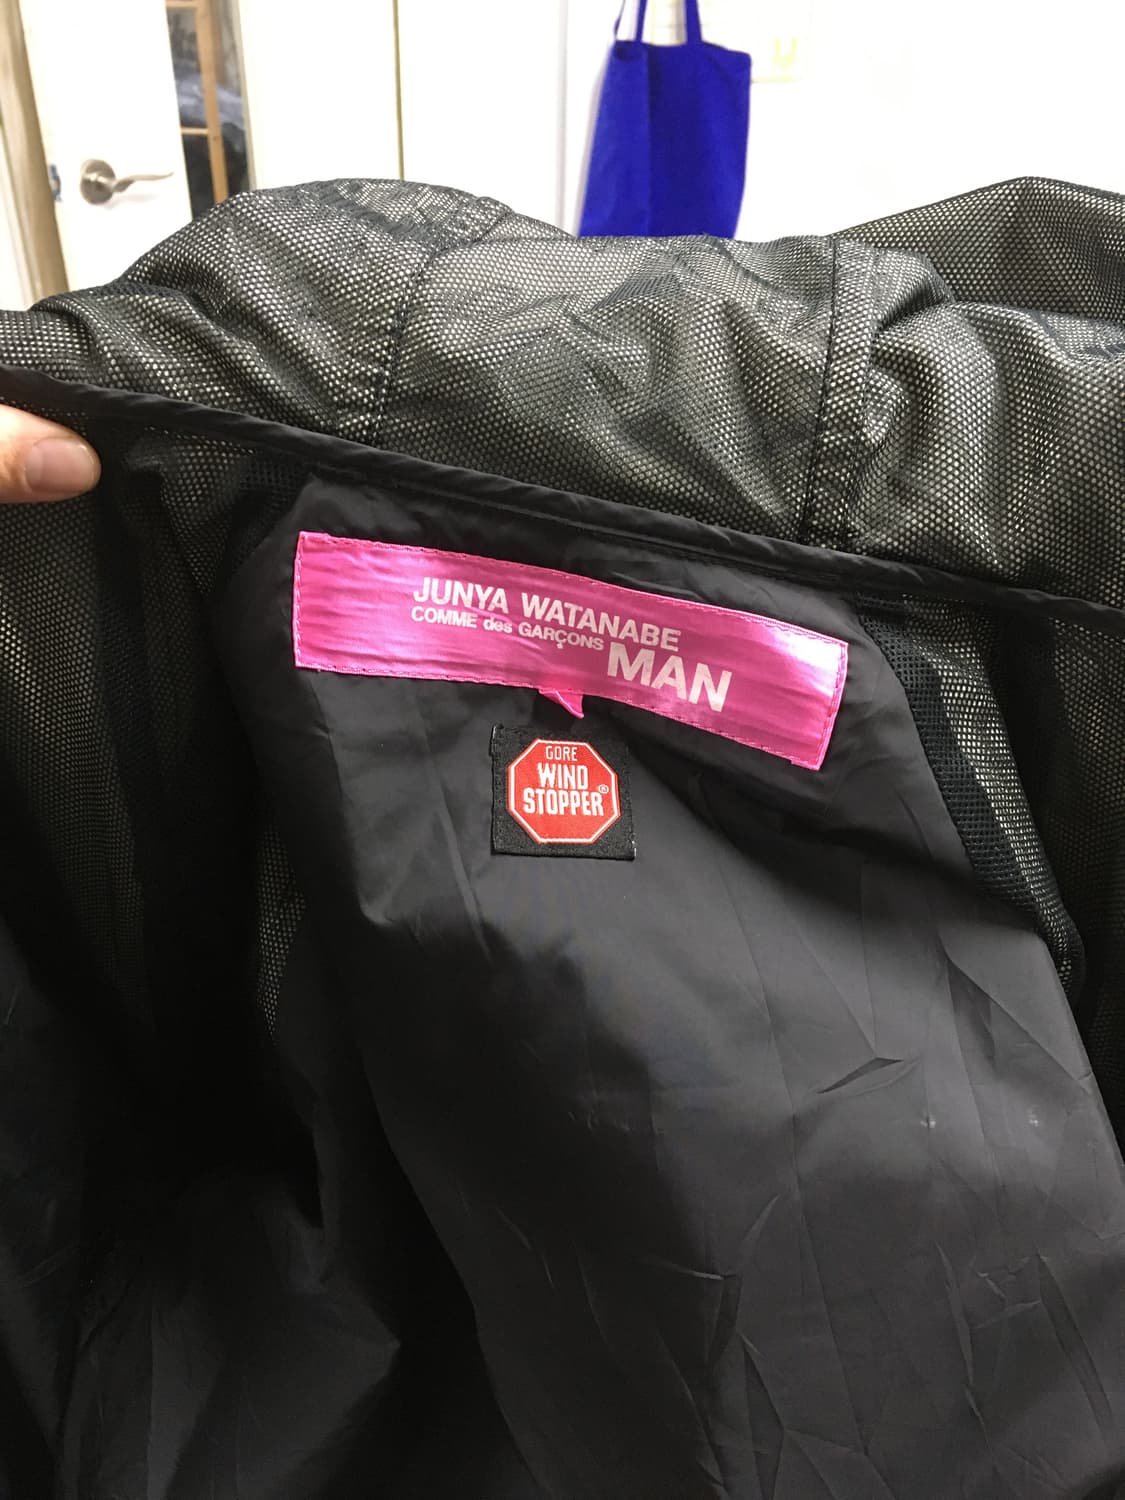 JUNYA WATANABE
COMME des GARÇONS
MAN
GORE
WIND
STOPPER®